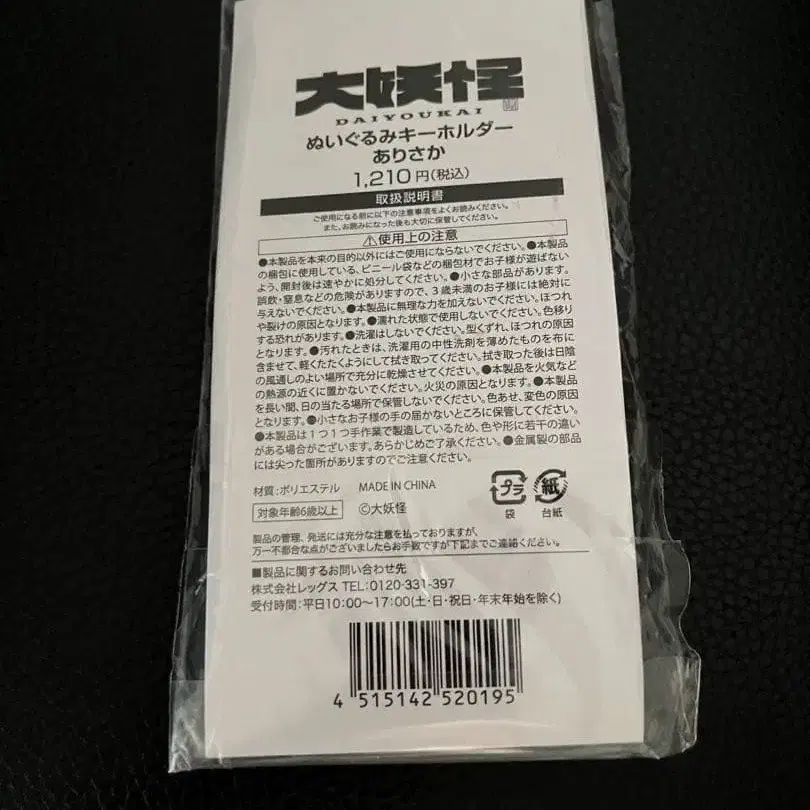 大妖怪
DAIYOUKAI
ぬいぐるみキーホルダー
ありさか
1,210円(税込)
取扱説明書
ご使用になる前に以下の注意事項をよくお読みください。
また、お読みになった後も大切に保管してください。
⚠使用上の注意
●本製品を本来の目的以外にはご使用にならないでください。●本製品
の梱包に使用している、ビニール袋などの梱包材でお子様が遊ばない
よう、開封後は速やかに処分してください。●小さな部品があります。
誤飲・窒息などの危険がありますので、3歳未満のお子様には絶対に
与えないでください。●本製品に無理な力を加えないでください。ほつれ
や裂けの原因となります。●濡れた状態で使用しないでください。色移り
する恐れがあります。●洗濯はしないでください。型くずれ、ほつれの原因
となります。●汚れたときは、洗濯用の中性洗剤を薄めたものを布に
含ませて、軽くたたくようにして拭き取ってください。拭き取った後は日陰
の風通しのよい場所で充分に乾燥させてください。●本製品を火気など
の熱源の近くに置かないでください。火災の原因となります。●本製品
を長い間、日の当たる場所で保管しないでください。色あせ、変色の原因
となります。●小さなお子様の手の届かないところに保管してください。
●本製品は1つ1つ手作業で製造しているため、色や形に若干の違い
がある場合がございます。あらかじめご了承ください。●金属製の部品
には尖った箇所がありますのでご注意ください。
材質:ポリエステル MADE IN CHINA
対象年齢6歳以上 ©大妖怪
プラ 紙
袋 台紙
製品の管理、発送には充分な注意を払っておりますが、
万一不都合な点がございましたらお手数ですが下記までご連絡ください。
■製品に関するお問い合わせ先
株式会社レッグス TEL:0120-331-397
受付時間:平日10:00~17:00(土・日・祝日・年末年始を除く)
4 515142 520195